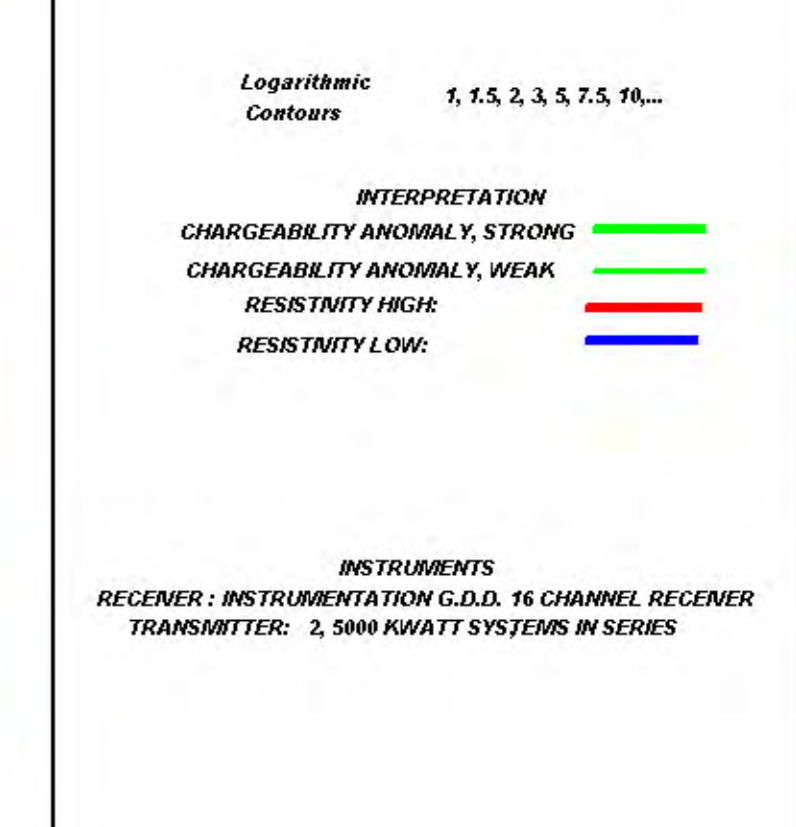 Logarithmic
Contours
1, 1.5, 2, 3, 5, 7.5, 10,...
INTERPRETATION
CHARGEABILITY ANOMALY, STRONG
CHARGEABILITY ANOMALY, WEAK
RESISTIVITY HIGH:
RESISTIVITY LOW:
INSTRUMENTS
RECEIVER : INSTRUMENTATION G.D.D. 16 CHANNEL RECEIVER
TRANSMITTER: 2, 5000 KWATT SYSTEMS IN SERIES